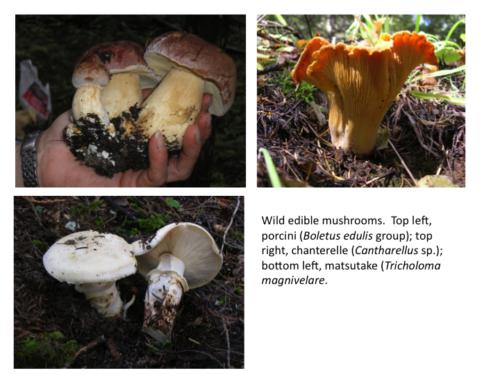 Wild edible mushrooms. Top left,
porcini (Boletus edulis group); top
right, chanterelle (Cantharellus sp.);
bottom left, matsutake (Tricholoma
magnivelare.